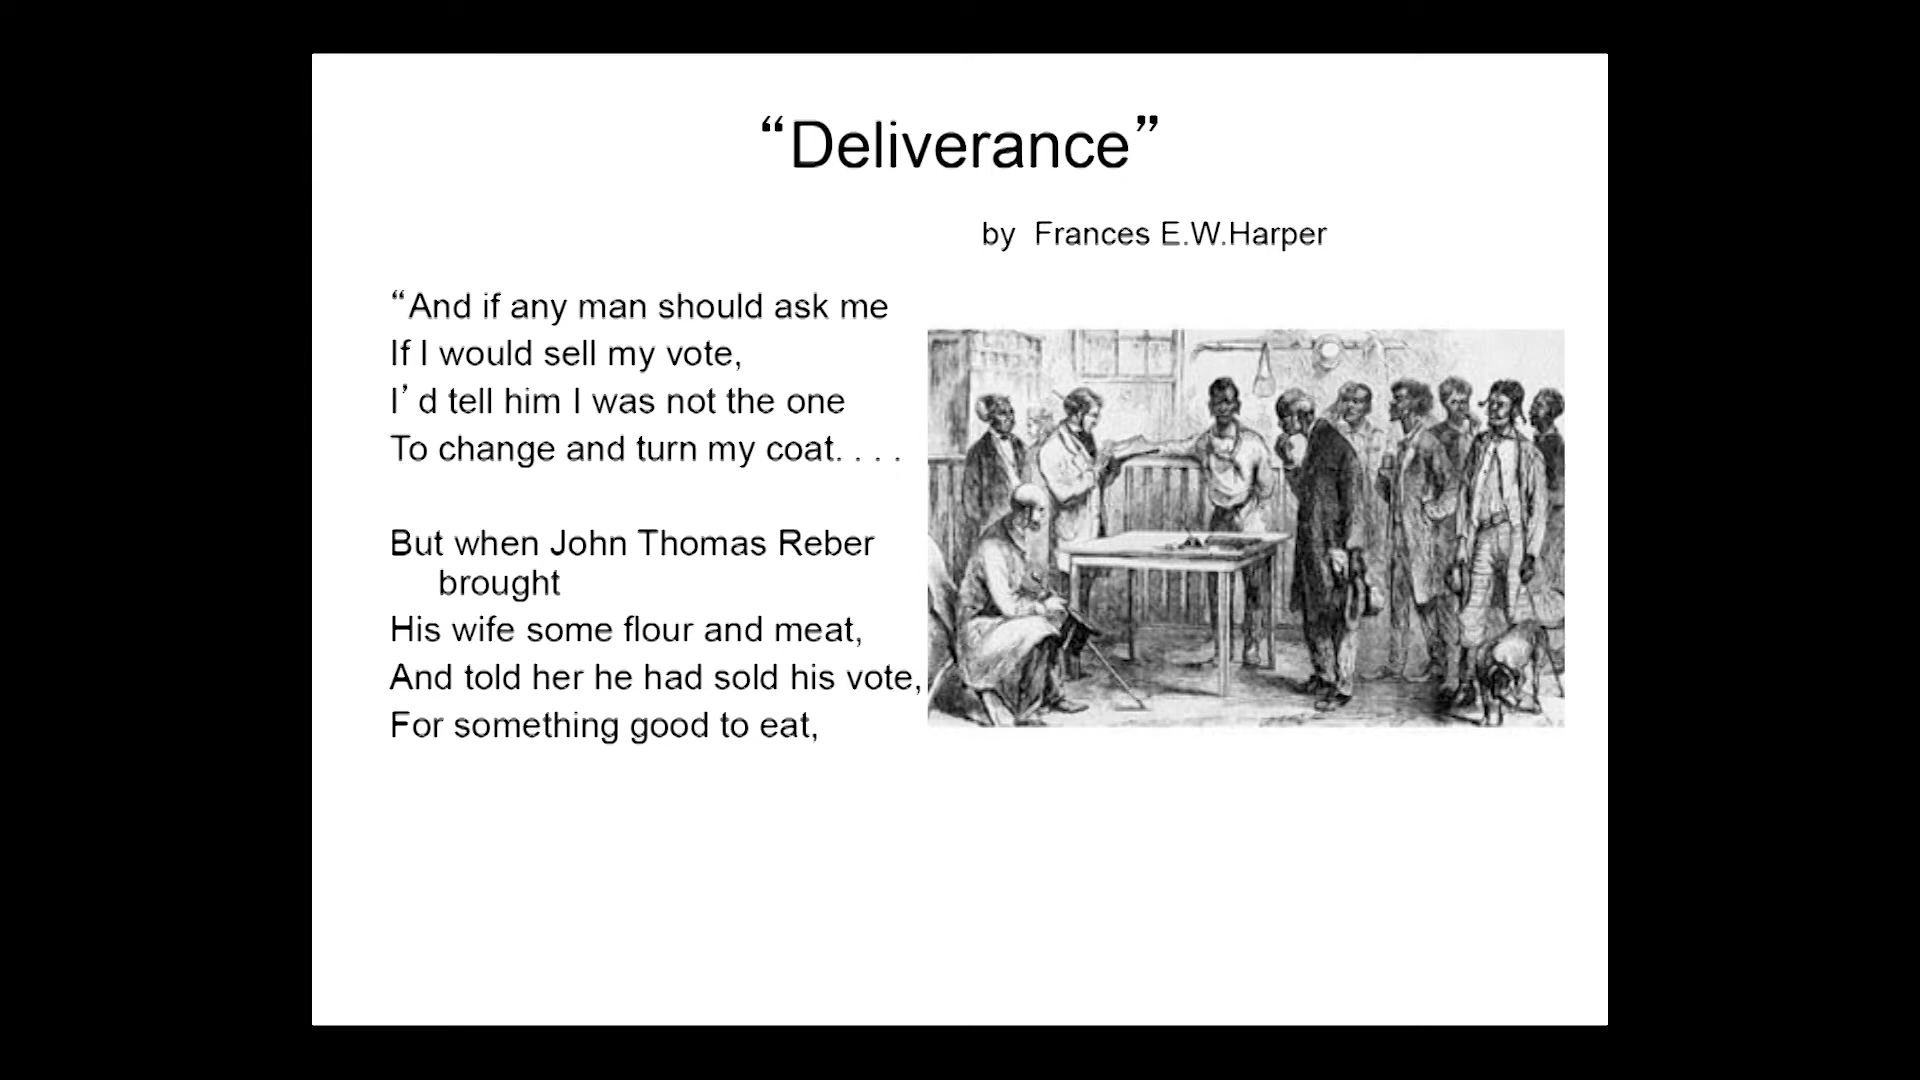 “Deliverance”
by Frances E.W.Harper
“And if any man should ask me
If I would sell my vote,
I’d tell him I was not the one
To change and turn my coat. . . .
But when John Thomas Reber
brought
His wife some flour and meat,
And told her he had sold his vote,
For something good to eat,